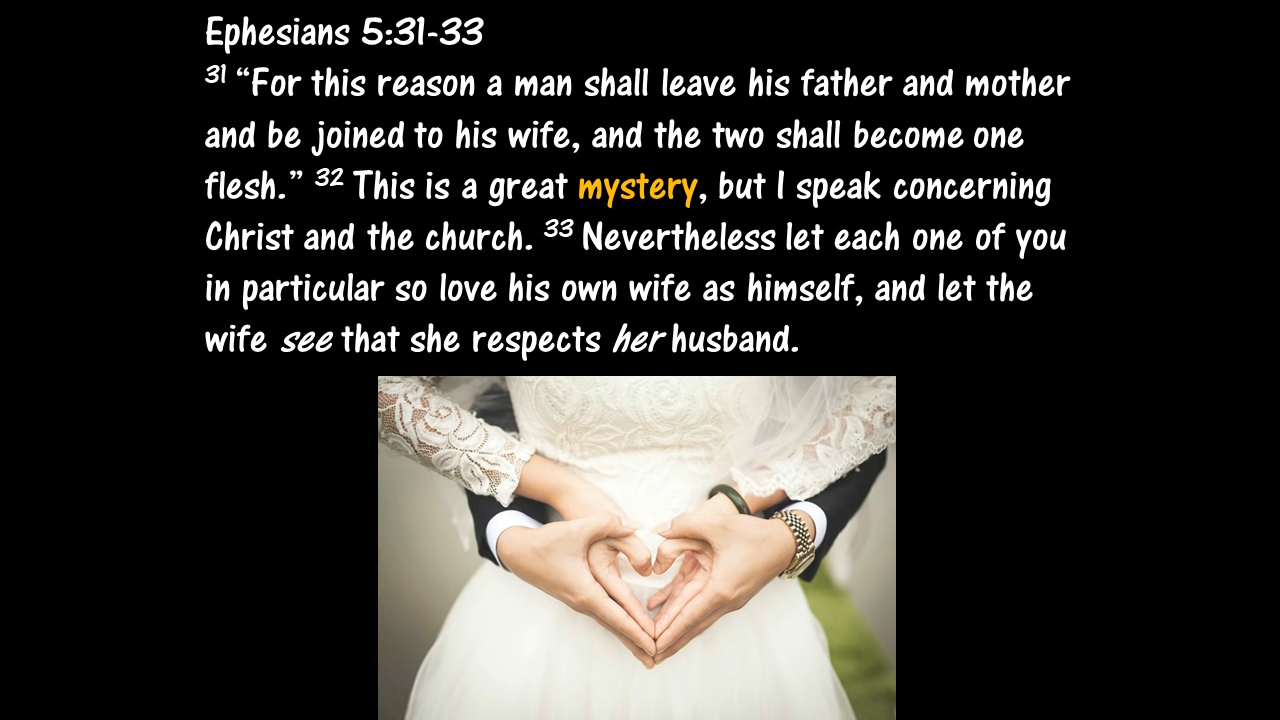 Ephesians 5:31-33
31 “For this reason a man shall leave his father and mother
and be joined to his wife, and the two shall become one
flesh.” 32 This is a great mystery, but I speak concerning
Christ and the church. 33 Nevertheless let each one of you
in particular so love his own wife as himself, and let the
wife see that she respects her husband.